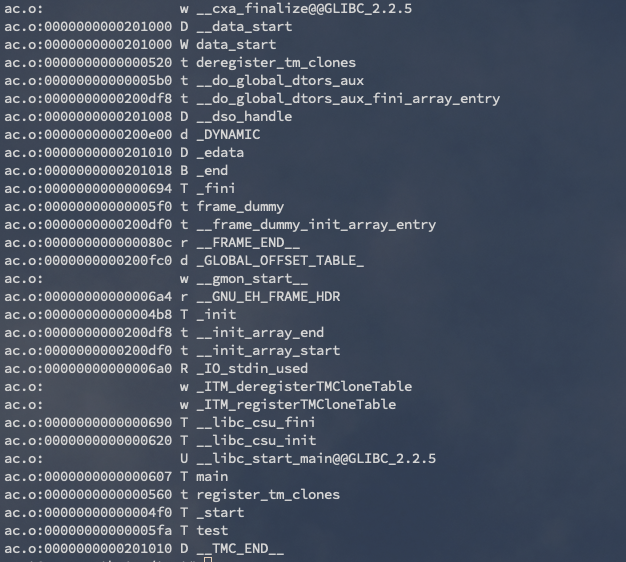 ac.o:                 w __cxa_finalize@@GLIBC_2.2.5
ac.o:0000000000201000 D __data_start
ac.o:0000000000201000 W data_start
ac.o:0000000000000520 t deregister_tm_clones
ac.o:00000000000005b0 t __do_global_dtors_aux
ac.o:0000000000200df8 t __do_global_dtors_aux_fini_array_entry
ac.o:0000000000201008 D __dso_handle
ac.o:0000000000200e00 d _DYNAMIC
ac.o:0000000000201010 D _edata
ac.o:0000000000201018 B _end
ac.o:0000000000000694 T _fini
ac.o:00000000000005f0 t frame_dummy
ac.o:0000000000200df0 t __frame_dummy_init_array_entry
ac.o:000000000000080c r __FRAME_END__
ac.o:0000000000200fc0 d _GLOBAL_OFFSET_TABLE_
ac.o:                 w __gmon_start__
ac.o:00000000000006a4 r __GNU_EH_FRAME_HDR
ac.o:00000000000004b8 T _init
ac.o:0000000000200df8 t __init_array_end
ac.o:0000000000200df0 t __init_array_start
ac.o:00000000000006a0 R _IO_stdin_used
ac.o:                 w _ITM_deregisterTMCloneTable
ac.o:                 w _ITM_registerTMCloneTable
ac.o:0000000000000690 T __libc_csu_fini
ac.o:0000000000000620 T __libc_csu_init
ac.o:                 U __libc_start_main@@GLIBC_2.2.5
ac.o:0000000000000607 T main
ac.o:0000000000000560 t register_tm_clones
ac.o:00000000000004f0 T _start
ac.o:00000000000005fa T test
ac.o:0000000000201010 D __TMC_END__